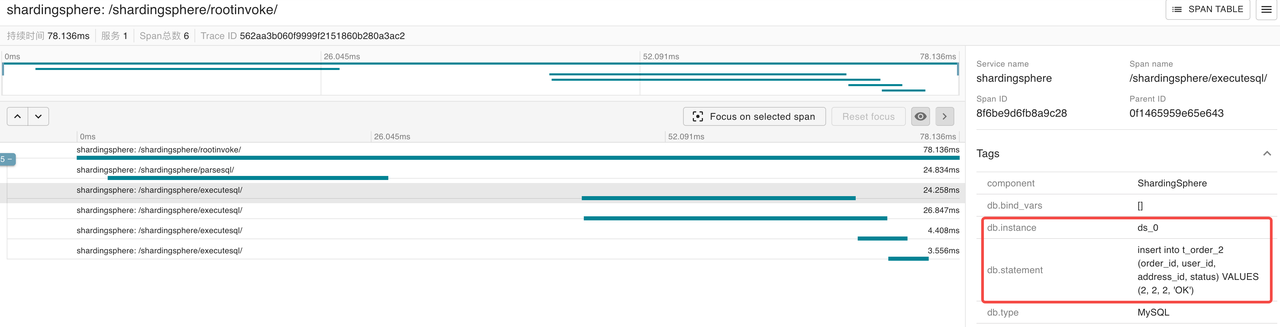 shardingsphere: /shardingsphere/rootinvoke/
SPAN TABLE
持续时间 78.136ms 服务 1 Span总数 6 Trace ID 562aa3b060f9999f2151860b280a3ac2
0ms 26.045ms 52.091ms 78.136ms
Focus on selected span Reset focus
0ms 26.045ms 52.091ms 78.136ms
5 −
shardingsphere: /shardingsphere/rootinvoke/ 78.136ms
shardingsphere: /shardingsphere/parsesql/ 24.834ms
shardingsphere: /shardingsphere/executesql/ 24.258ms
shardingsphere: /shardingsphere/executesql/ 26.847ms
shardingsphere: /shardingsphere/executesql/ 4.408ms
shardingsphere: /shardingsphere/executesql/ 3.556ms
Service name Span name
shardingsphere /shardingsphere/executesql/
Span ID Parent ID
8f6be9d6fb8a9c28 0f1465959e65e643
Tags
component ShardingSphere
db.bind_vars []
db.instance ds_0
db.statement
insert into t_order_2
(order_id, user_id,
address_id, status) VALUES
(2, 2, 2, 'OK')
db.type MySQL